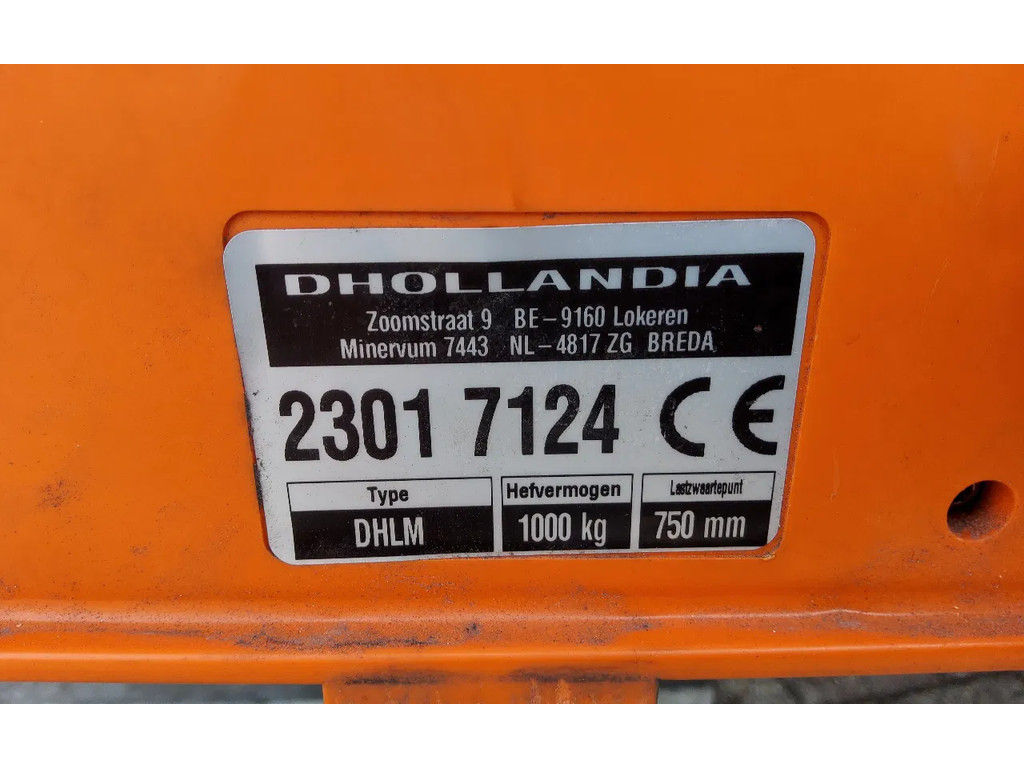 DHOLLANDIA
Zoomstraat 9 BE-9160 Lokeren
Minervum 7443 NL-4817 ZG BREDA
2301 7124 CE
Type Hefvermogen Lastzwaartepunt
DHLM 1000 kg 750 mm